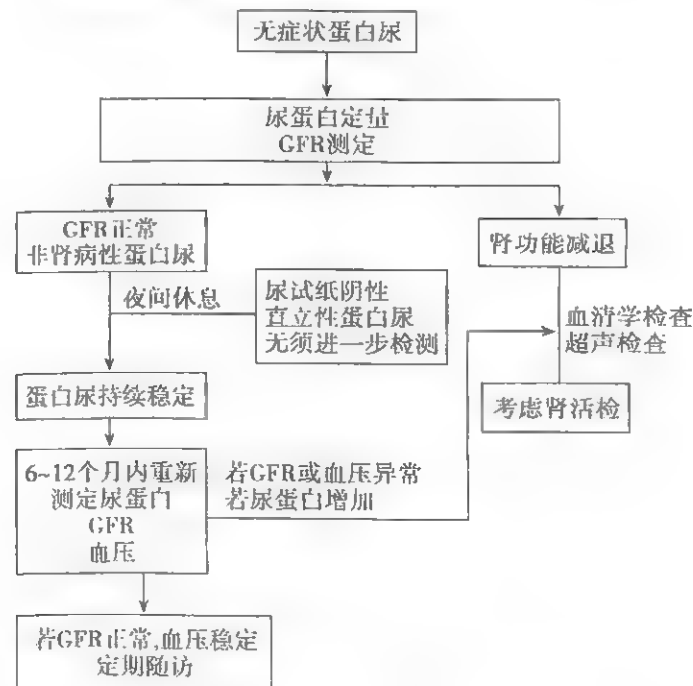 无症状蛋白尿
尿蛋白定量
GFR测定
GFR正常
非肾病性蛋白尿
肾功能减退
夜间休息
尿试纸阴性
直立性蛋白尿
无须进一步检测
血清学检查
超声检查
蛋白尿持续稳定
考虑肾活检
6~12个月内重新
测定尿蛋白
GFR
血压
若GFR或血压异常
若尿蛋白增加
若GFR正常,血压稳定
定期随访